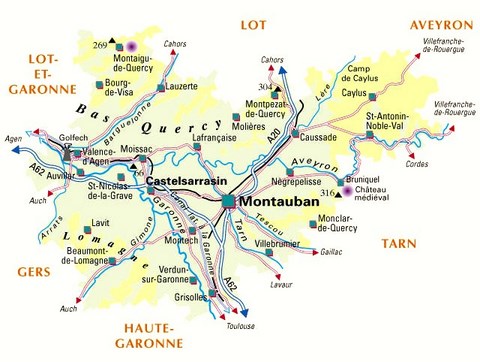 LOT
AVEYRON
Villefranche-
de-Rouergue
269
Cahors
Montaigu-
de-Quercy
Cahors
LOT-
ET-
GARONNE
Camp
de Caylus
Bourg-
de-Visa
Lauzerte
304
Lère
Caylus
Montpezat-
de-Quercy
Bas Quercy
Barguelonne
Villefranche-
de-Rouergue
Molières
A20
St-Antonin-
Noble-Val
Agen
Golfech
Lafrançaise
Caussade
Valence-
d'Agen
Moissac
Aveyron
Cordes
A62
Auvillar
66
Castelsarrasin
Nègrepelisse
Bruniquel
St-Nicolas-
de-la-Grave
316
Château
médiéval
Auch
Montauban
Arrats
Garonne
Canal lat. à la Garonne
Lavit
Gimone
Tarn
Tescou
Monclar-
de-Quercy
Lomagne
Montech
Villebrumier
TARN
Beaumont-
de-Lomagne
Gaillac
GERS
Verdun-
sur-Garonne
A62
Lavaur
Auch
Grisolles
HAUTE-
GARONNE
Toulouse